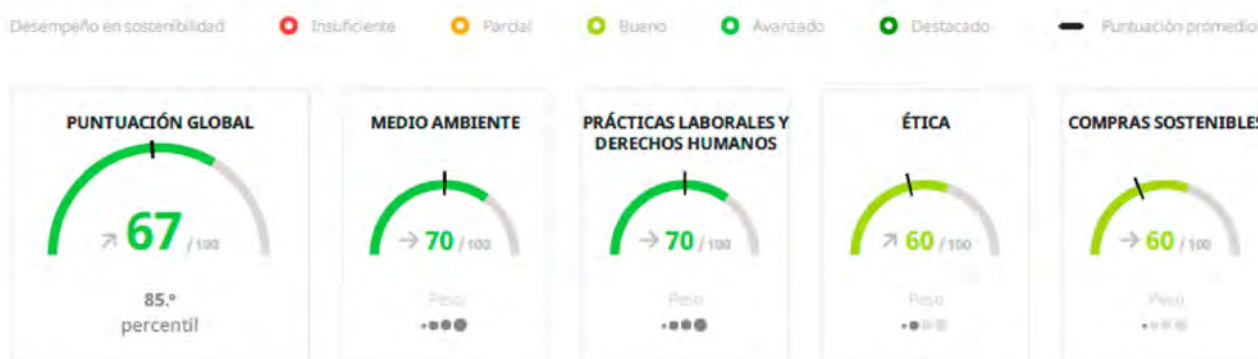 Desempeño en sostenibilidad Insuficiente Parcial Bueno Avanzado Destacado Puntuación promedio
PUNTUACIÓN GLOBAL
67 / 100
85.º
percentil
MEDIO AMBIENTE
70 / 100
Peso
PRÁCTICAS LABORALES Y
DERECHOS HUMANOS
70 / 100
Peso
ÉTICA
60 / 100
Peso
COMPRAS SOSTENIBLES
60 / 100
Peso